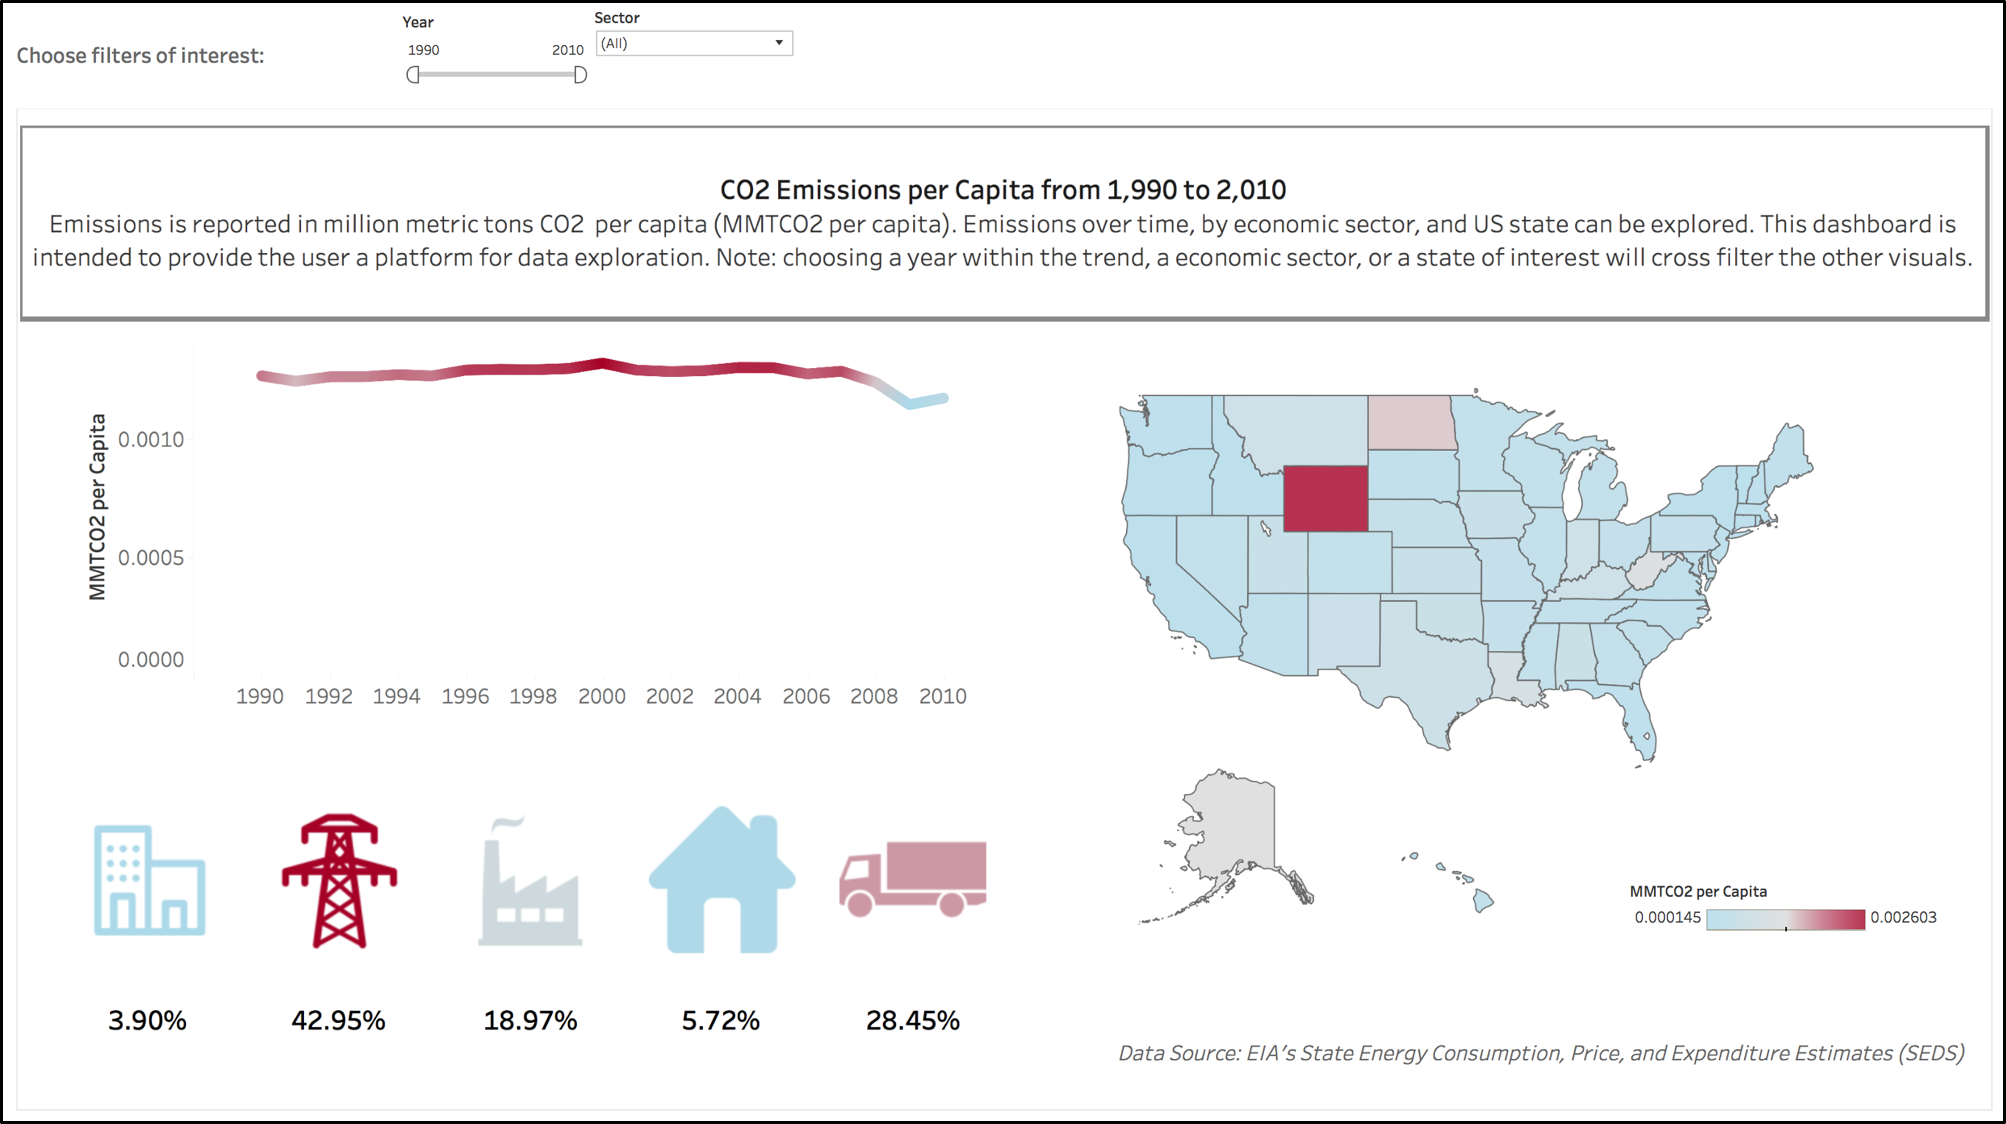 Choose filters of interest:
Year
1990 2010
Sector
(All)
CO2 Emissions per Capita from 1,990 to 2,010
Emissions is reported in million metric tons CO2  per capita (MMTCO2 per capita). Emissions over time, by economic sector, and US state can be explored. This dashboard is
intended to provide the user a platform for data exploration. Note: choosing a year within the trend, a economic sector, or a state of interest will cross filter the other visuals.
MMTCO2 per Capita
0.0010
0.0005
0.0000
1990 1992 1994 1996 1998 2000 2002 2004 2006 2008 2010
3.90% 42.95% 18.97% 5.72% 28.45%
MMTCO2 per Capita
0.000145 0.002603
Data Source: EIA's State Energy Consumption, Price, and Expenditure Estimates (SEDS)